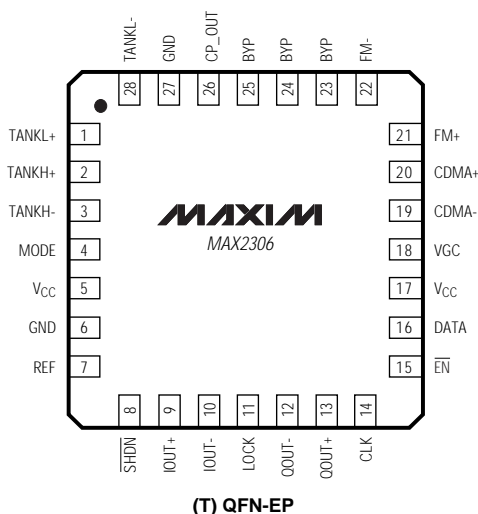 TANKL-
GND
CP_OUT
BYP
BYP
BYP
FM-
28
27
26
25
24
23
22
TANKL+ 1
TANKH+ 2
TANKH- 3
MODE 4
VCC 5
GND 6
REF 7
MAXIM
MAX2306
21 FM+
20 CDMA+
19 CDMA-
18 VGC
17 VCC
16 DATA
15 EN
8
9
10
11
12
13
14
SHDN
IOUT+
IOUT-
LOCK
QOUT-
QOUT+
CLK
(T) QFN-EP